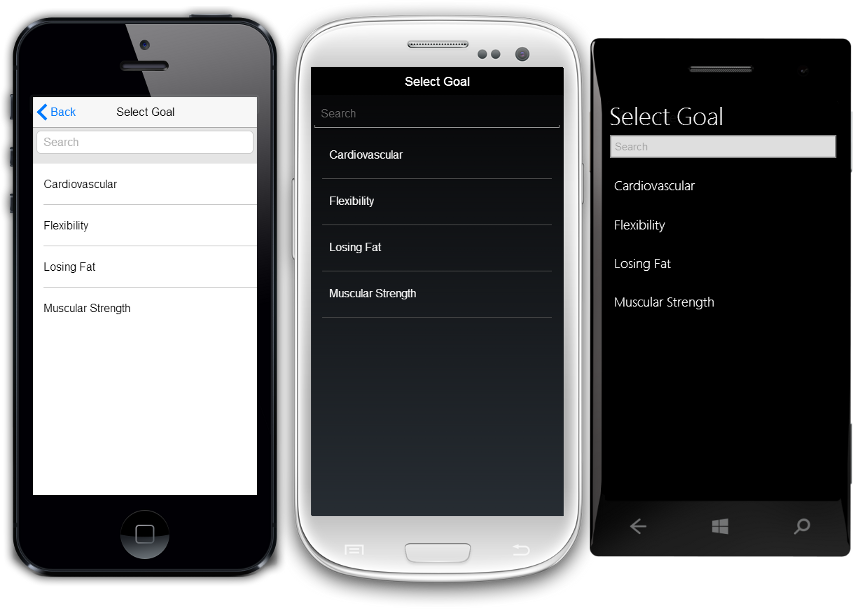 Back
Select Goal
Search
Cardiovascular
Flexibility
Losing Fat
Muscular Strength
Select Goal
Search
Cardiovascular
Flexibility
Losing Fat
Muscular Strength
Select Goal
Search
Cardiovascular
Flexibility
Losing Fat
Muscular Strength